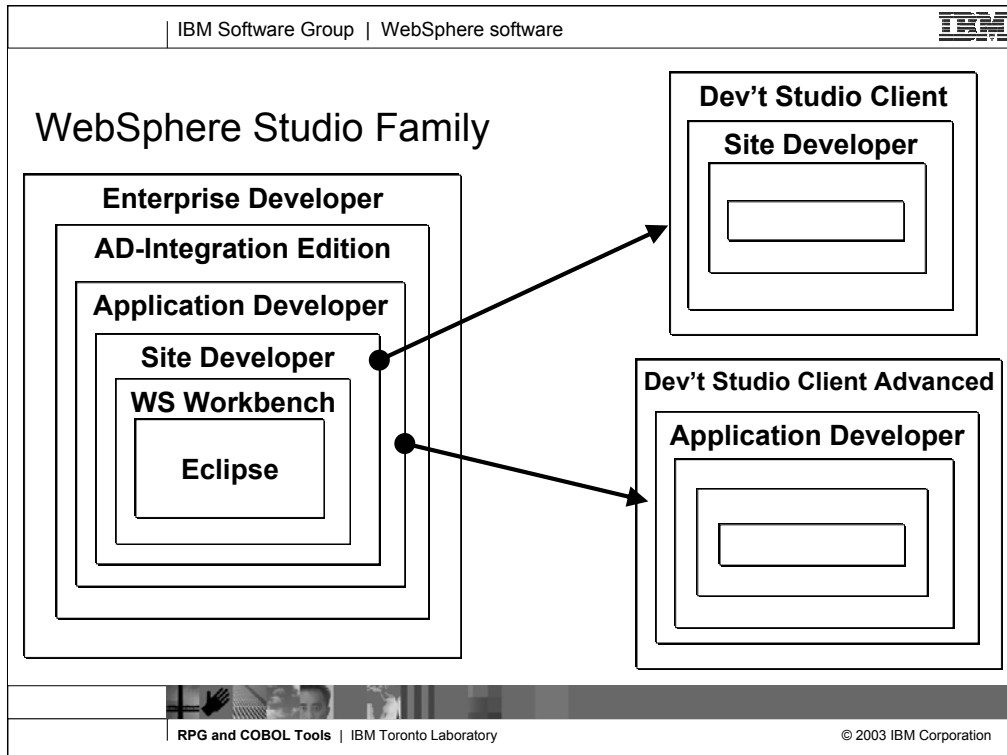 IBM Software Group | WebSphere software
IBM
WebSphere Studio Family
Enterprise Developer
AD-Integration Edition
Application Developer
Site Developer
WS Workbench
Eclipse
Dev't Studio Client
Site Developer
Dev't Studio Client Advanced
Application Developer
RPG and COBOL Tools | IBM Toronto Laboratory
© 2003 IBM Corporation